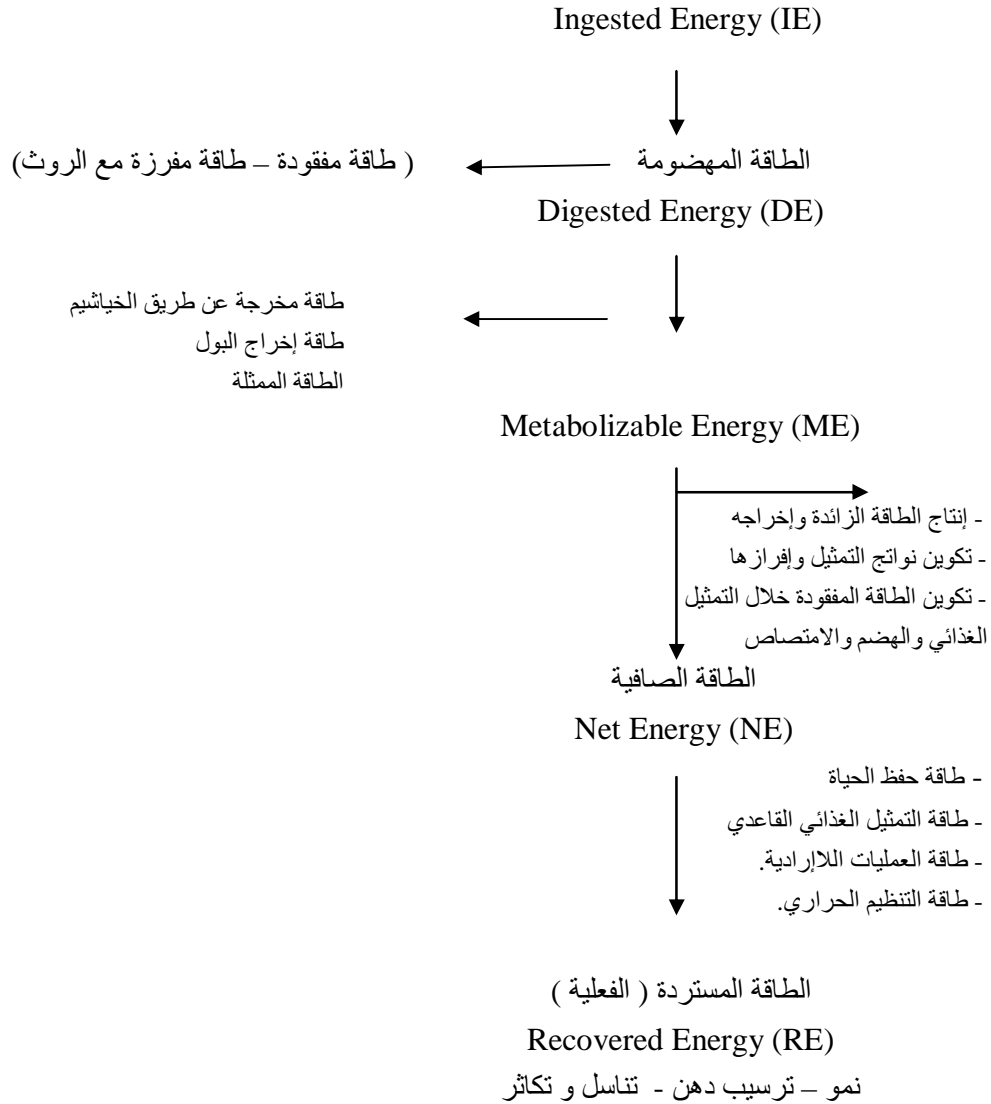 Ingested Energy (IE)
الطاقة المهضومة
( طاقة مفقودة – طاقة مفرزة مع الروث)
Digested Energy (DE)
طاقة مخرجة عن طريق الخياشيم
طاقة إخراج البول
الطاقة الممثلة
Metabolizable Energy (ME)
- إنتاج الطاقة الزائدة وإخراجه
- تكوين نواتج التمثيل وإفرازها
- تكوين الطاقة المفقودة خلال التمثيل
الغذائي والهضم والامتصاص
الطاقة الصافية
Net Energy (NE)
- طاقة حفظ الحياة
- طاقة التمثيل الغذائي القاعدي
- طاقة العمليات اللاإرادية.
- طاقة التنظيم الحراري.
الطاقة المستردة ( الفعلية )
Recovered Energy (RE)
نمو – ترسيب دهن - تناسل و تكاثر